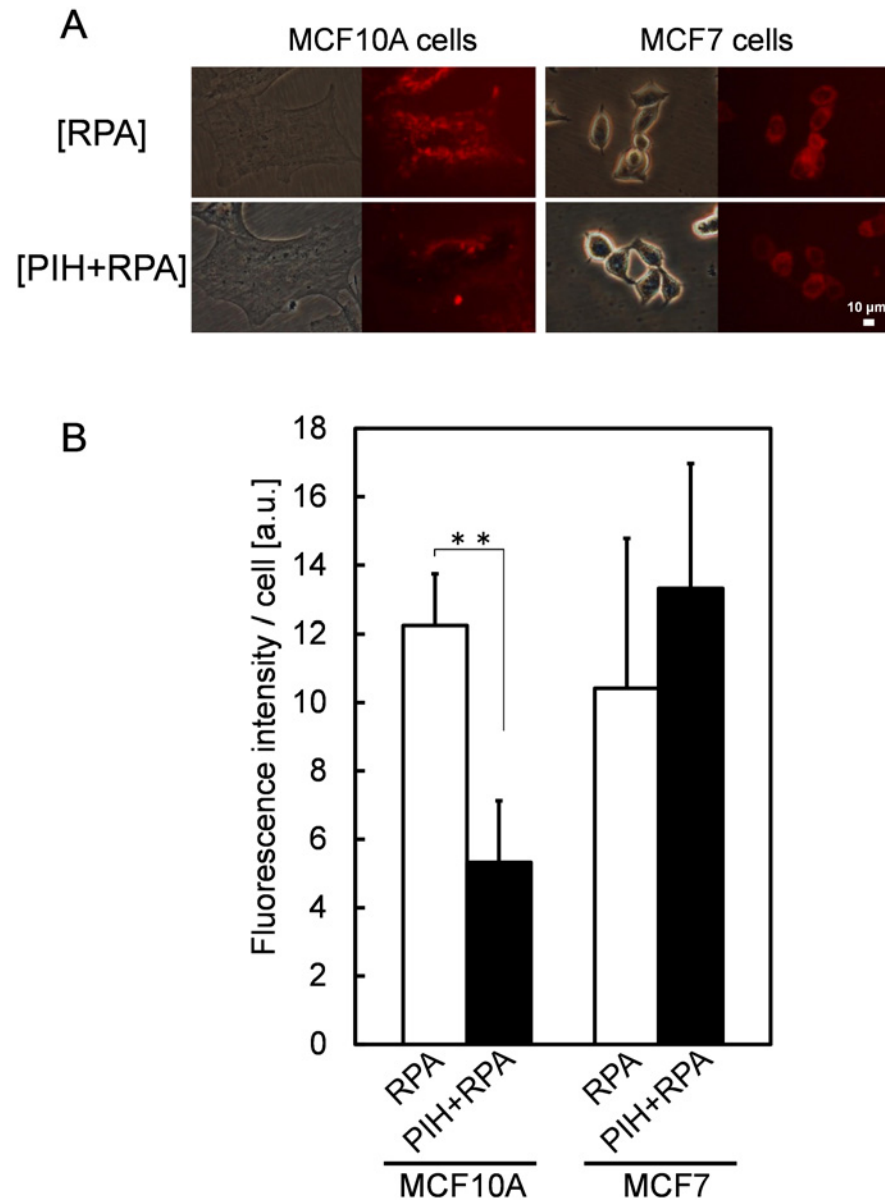 A
MCF10A cells
MCF7 cells
[RPA]
[PIH+RPA]
10 μm
B
Fluorescence intensity / cell [a.u.]
18
16
14
12
10
8
6
4
2
0
* *
RPA
PIH+RPA
RPA
PIH+RPA
MCF10A
MCF7